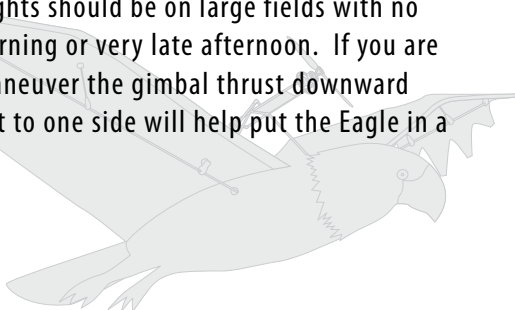 ghts should be on large fields with no
rning or very late afternoon.  If you are
aneuver the gimbal thrust downward
t to one side will help put the Eagle in a